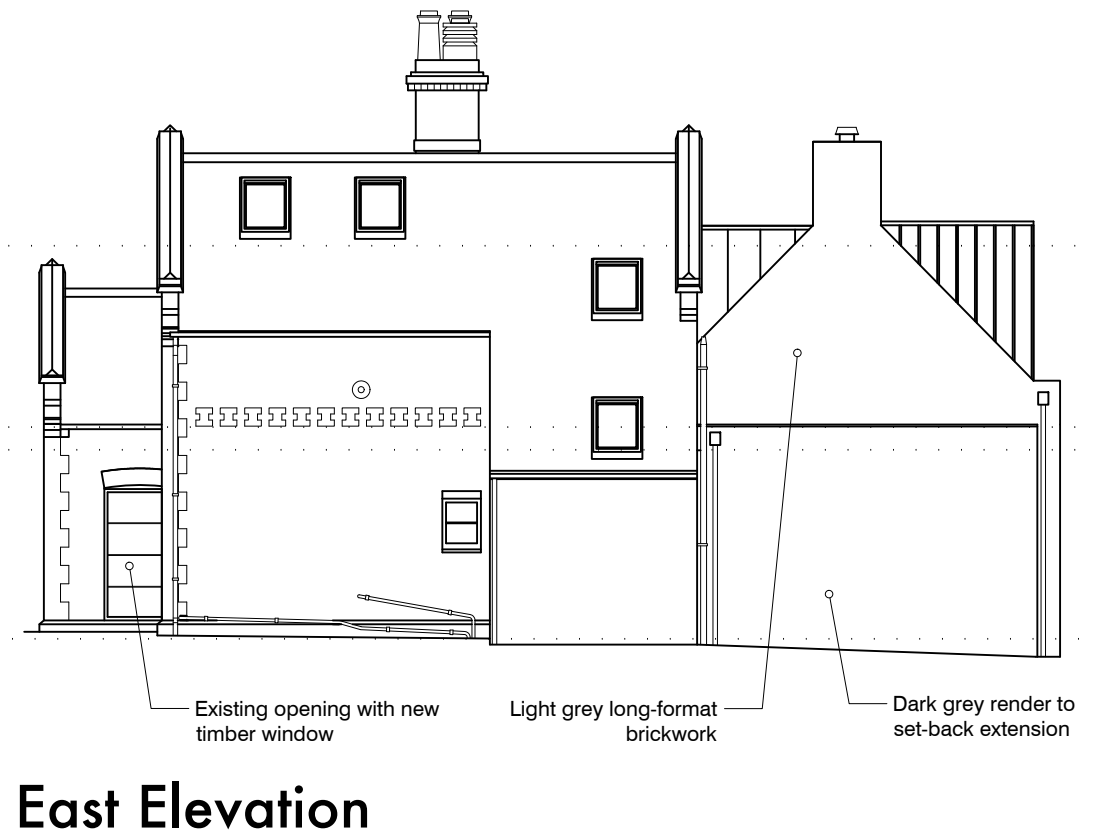 Existing opening with new
timber window
Light grey long-format
brickwork
Dark grey render to
set-back extension
East Elevation